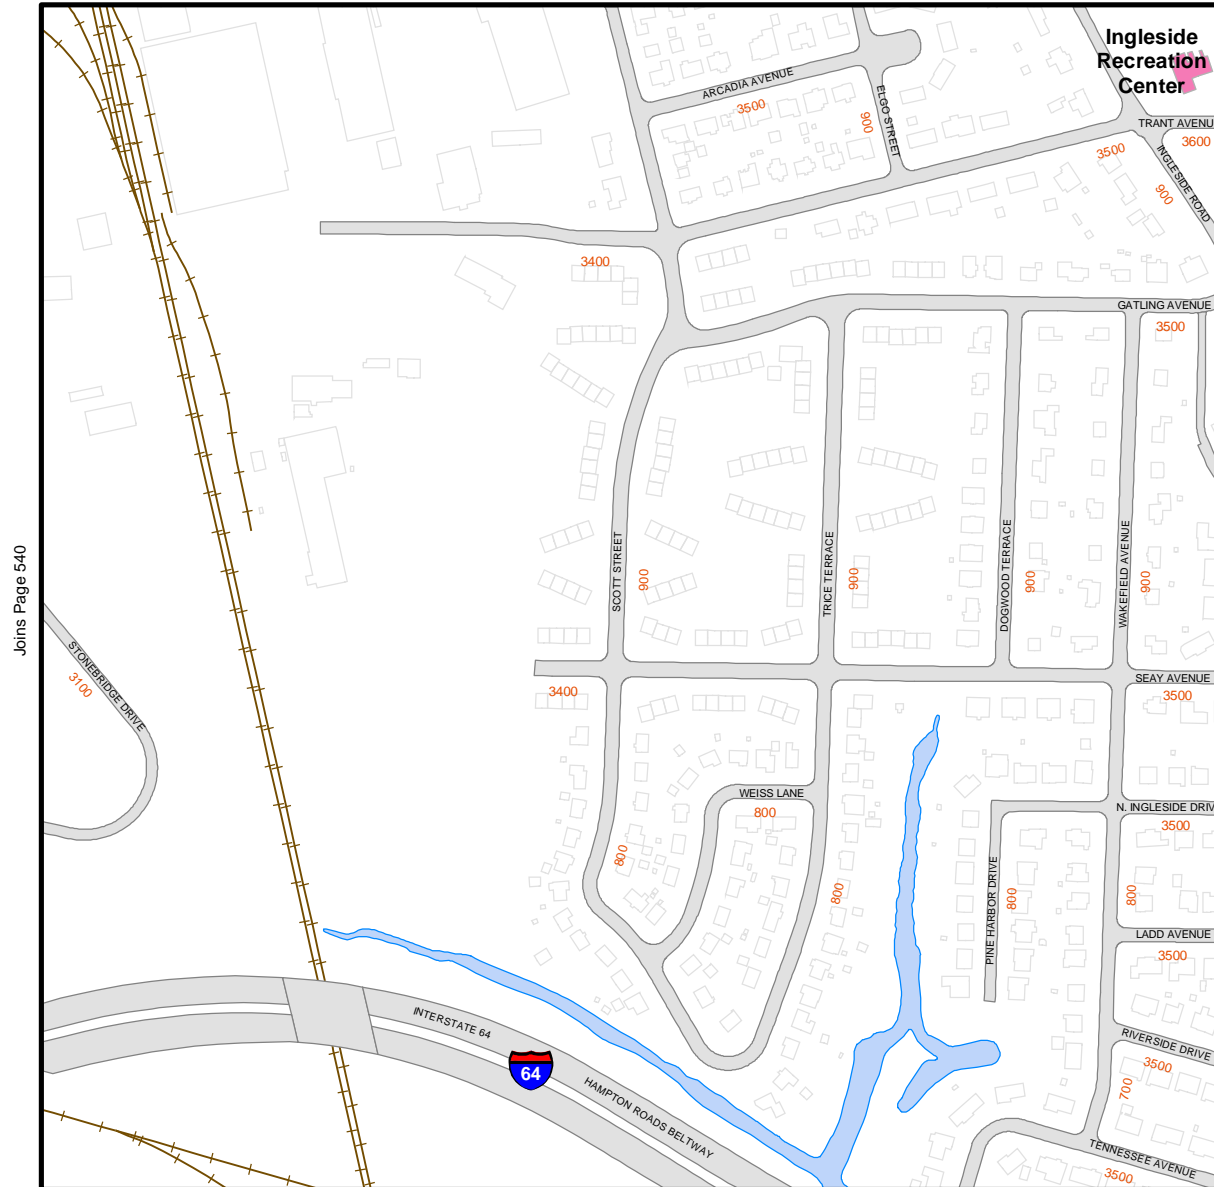 Ingleside
Recreation
Center
ARCADIA AVENUE
3500
ELGO STREET
900
TRANT AVENU
3600
3500
INGLESIDE ROAD
900
3400
GATLING AVENUE
3500
Joins Page 540
SCOTT STREET
900
TRICE TERRACE
900
DOGWOOD TERRACE
900
WAKEFIELD AVENUE
900
STONEBRIDGE DRIVE
3100
3400
SEAY AVENUE
3500
WEISS LANE
800
N. INGLESIDE DRIV
3500
800
800
PINE HARBOR DRIVE
800
800
LADD AVENUE
3500
INTERSTATE 64
64
HAMPTON ROADS BELTWAY
RIVERSIDE DRIVE
3500
700
TENNESSEE AVENUE
3500